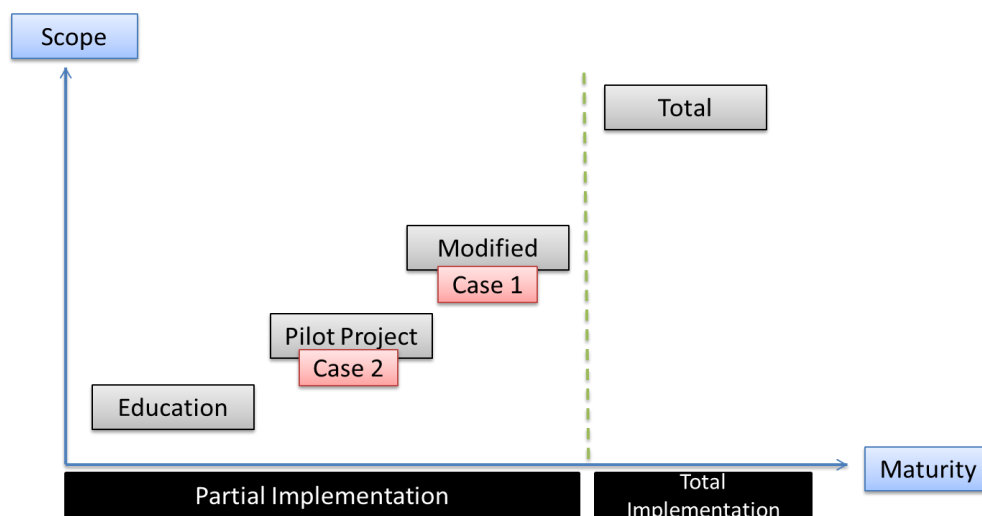 Scope
Total
Modified
Case 1
Pilot Project
Case 2
Education
Maturity
Partial Implementation
Total
Implementation